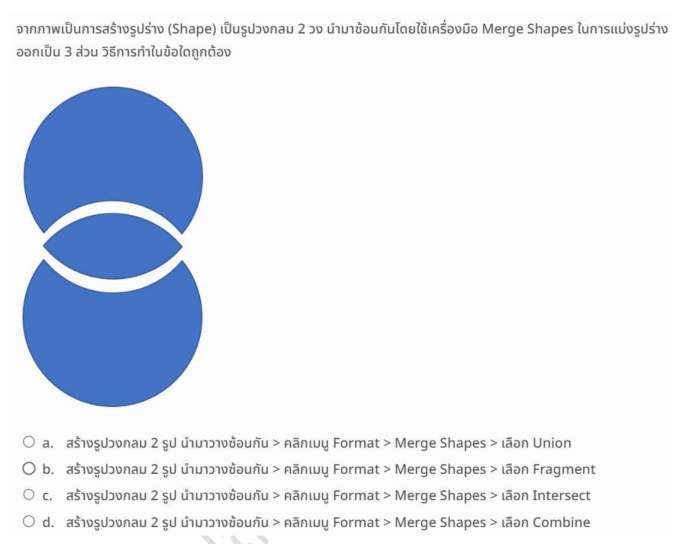 จากภาพเป็นการสร้างรูปร่าง (Shape) เป็นรูปวงกลม 2 วง นำมาซ้อนกันโดยใช้เครื่องมือ Merge Shapes ในการแบ่งรูปร่าง
ออกเป็น 3 ส่วน วิธีการทำในข้อใดถูกต้อง
a. สร้างรูปวงกลม 2 รูป นำมาวางซ้อนกัน > คลิกเมนู Format > Merge Shapes > เลือก Union
b. สร้างรูปวงกลม 2 รูป นำมาวางซ้อนกัน > คลิกเมนู Format > Merge Shapes > เลือก Fragment
c. สร้างรูปวงกลม 2 รูป นำมาวางซ้อนกัน > คลิกเมนู Format > Merge Shapes > เลือก Intersect
d. สร้างรูปวงกลม 2 รูป นำมาวางซ้อนกัน > คลิกเมนู Format > Merge Shapes > เลือก Combine